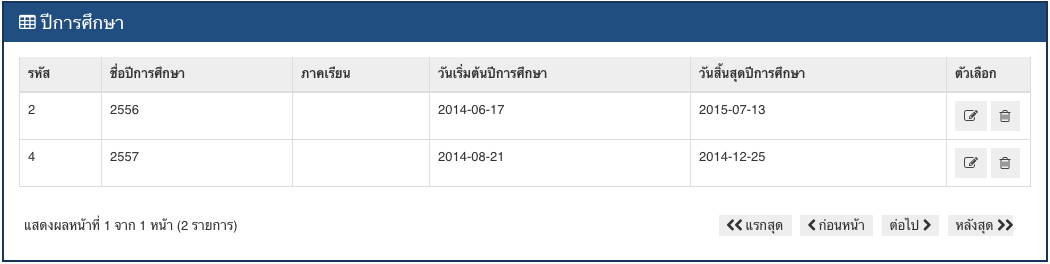 ปีการศึกษา
รหัส ชื่อปีการศึกษา ภาคเรียน วันเริ่มต้นปีการศึกษา วันสิ้นสุดปีการศึกษา ตัวเลือก
2 2556 2014-06-17 2015-07-13
4 2557 2014-08-21 2014-12-25
แสดงผลหน้าที่ 1 จาก 1 หน้า (2 รายการ) แรกสุด ก่อนหน้า ต่อไป หลังสุด